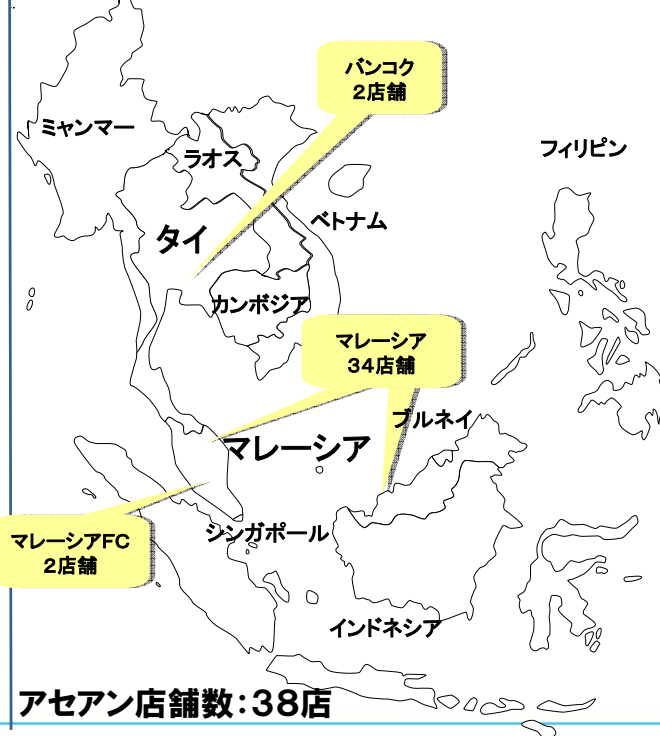 バンコク
2店舗
ミャンマー
フィリピン
ラオス
ベトナム
タイ
カンボジア
マレーシア
34店舗
ブルネイ
マレーシア
シンガポール
マレーシアFC
2店舗
インドネシア
アセアン店舗数：38店